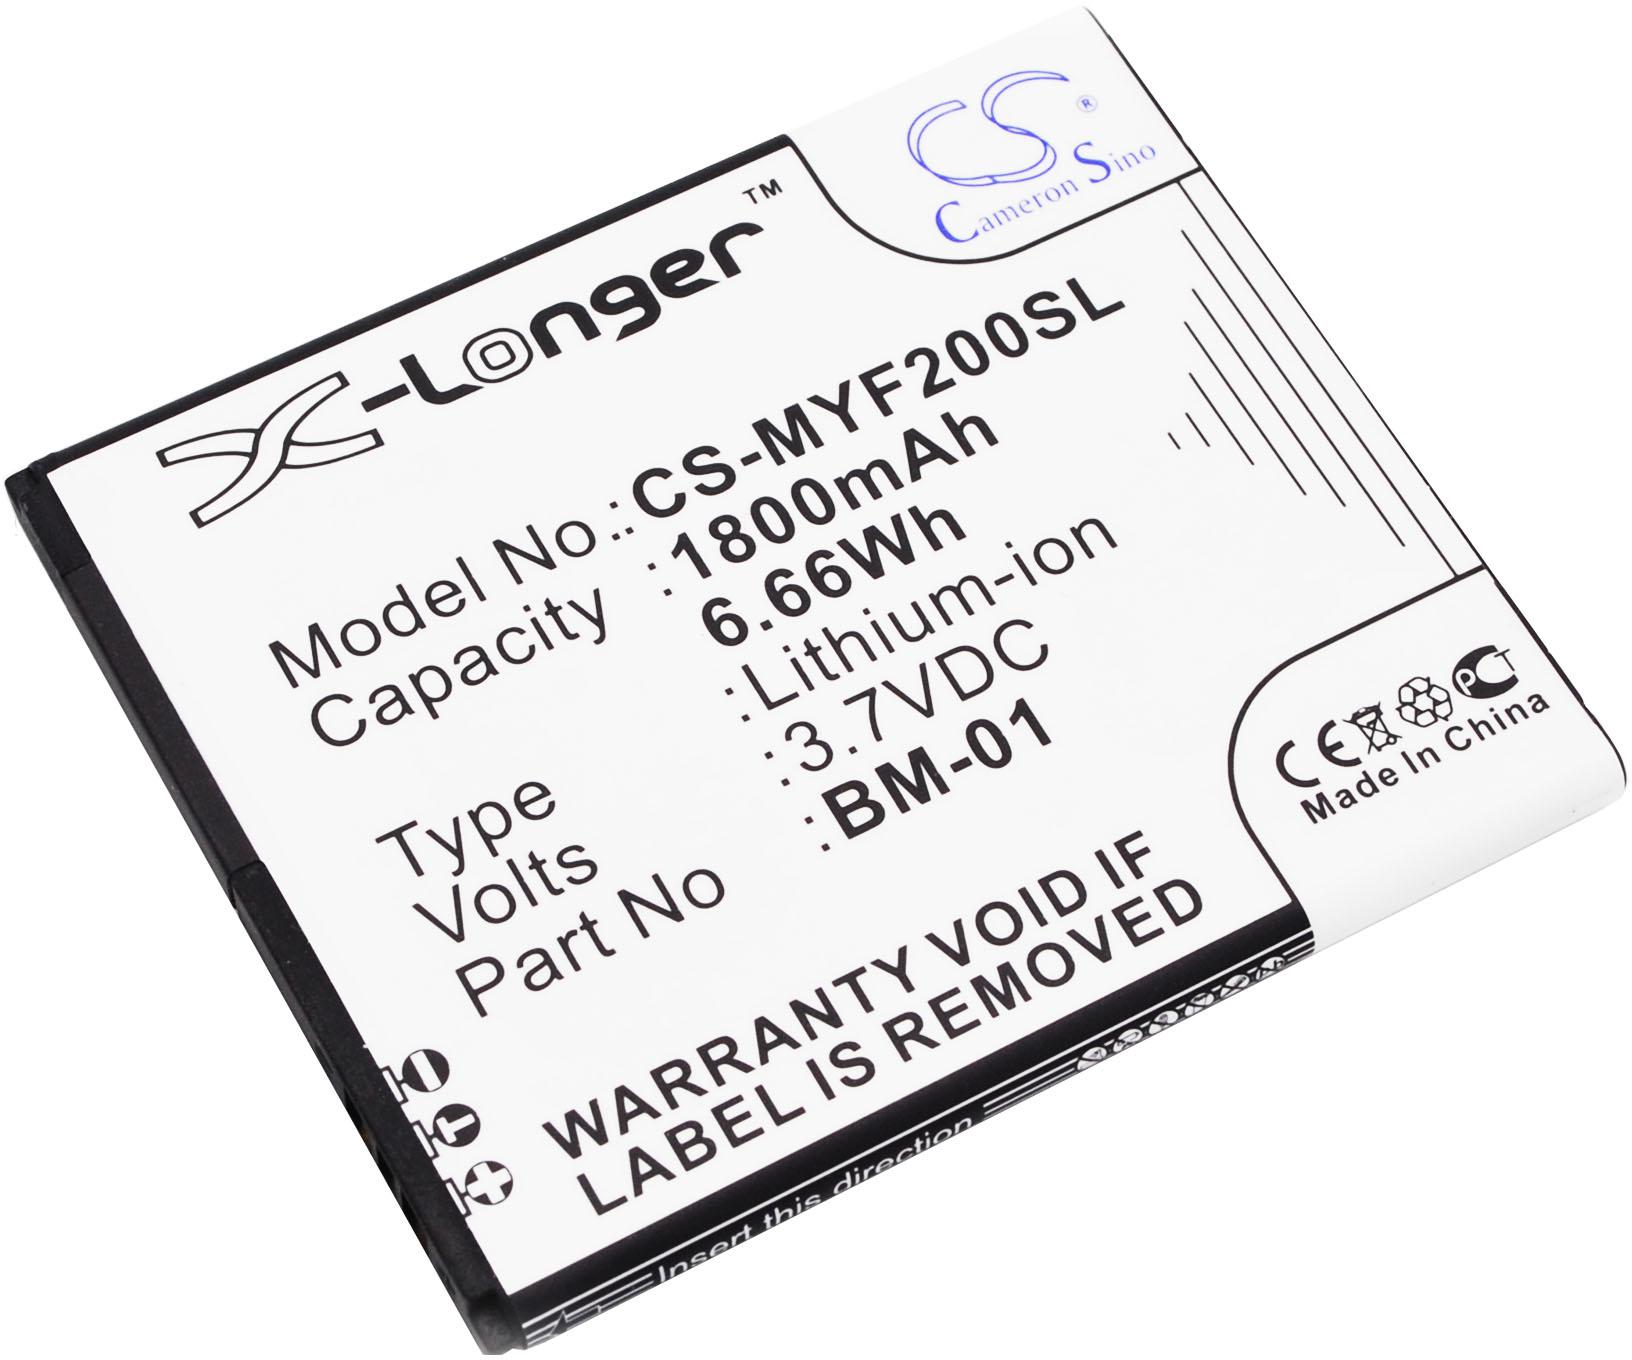 CS ®
Cameron Sino
X-Longer™
Model No.: CS-MYF200SL
Capacity : 1800mAh
6.66Wh
Type : Lithium-ion
Volts : 3.7VDC
Part No : BM-01
WARRANTY VOID IF
LABEL IS REMOVED
CE PCT
Made In China
Insert this direction
- T +